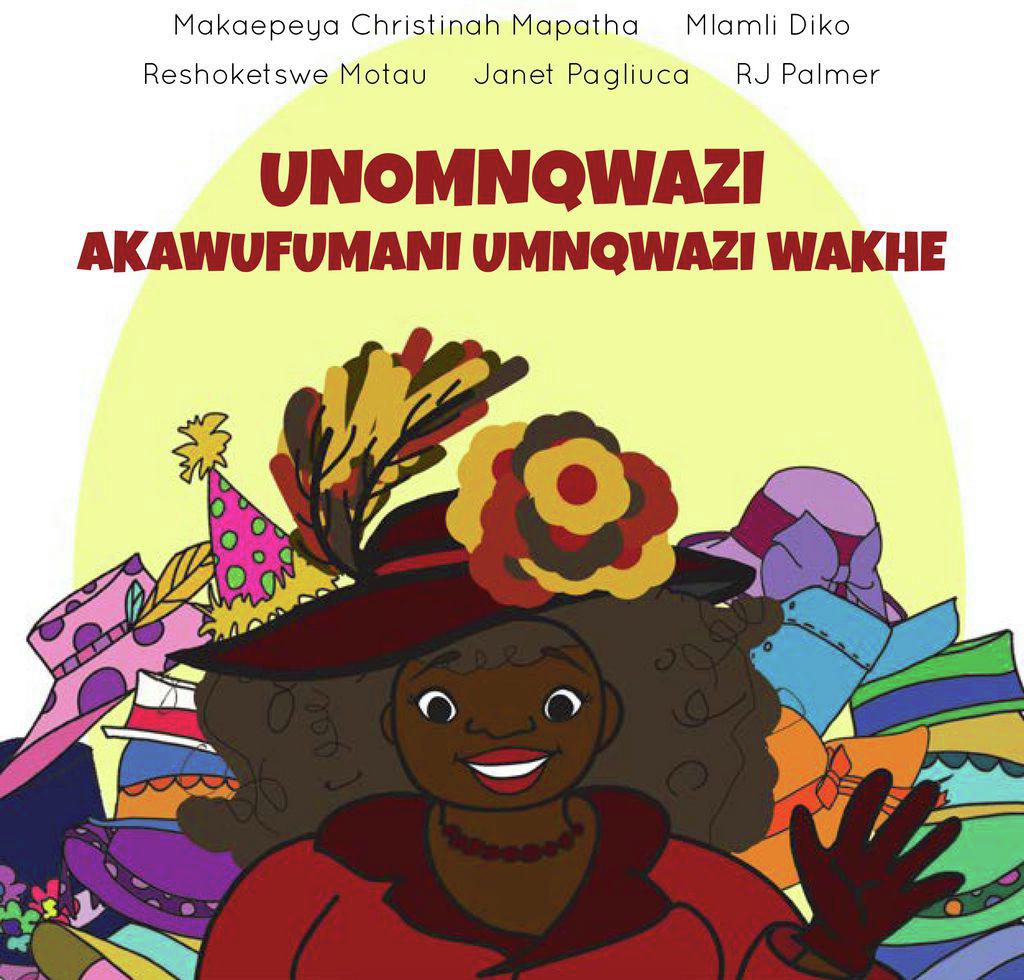 Makaepeya Christinah Mapatha Mlamli Diko
Reshoketswe Motau Janet Pagliuca RJ Palmer
UNOMNQWAZI
AKAWUFUMANI UMNQWAZI WAKHE